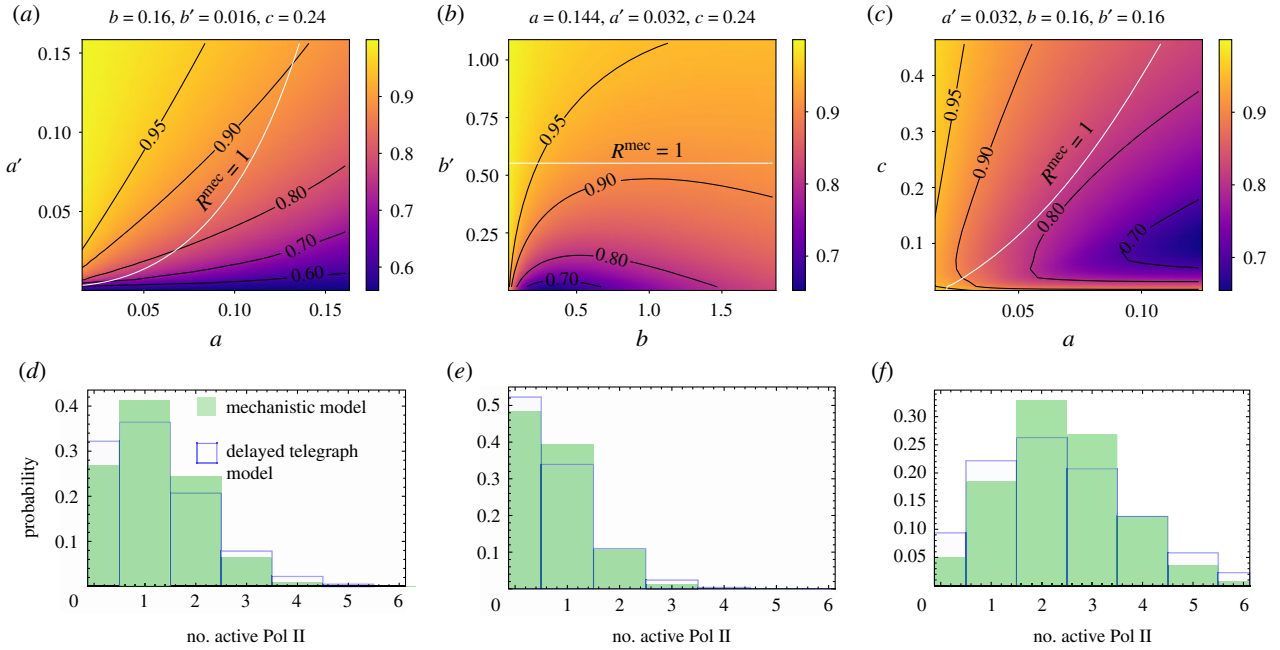 (a) b = 0.16, b′ = 0.016, c = 0.24
0.15
0.10
0.05
a′
0.95
0.90
R^mec = 1
0.80
0.70
0.60
0.05 0.10 0.15
a
0.9
0.8
0.7
0.6
(b) a = 0.144, a′ = 0.032, c = 0.24
1.00
0.75
0.50
0.25
b′
0.95
R^mec = 1
0.90
0.80
0.70
0.5 1.0 1.5
b
0.9
0.8
0.7
(c) a′ = 0.032, b = 0.16, b′ = 0.16
0.4
0.3
0.2
0.1
c
0.95
0.90
R^mec = 1
0.80
0.70
0.05 0.10
a
0.9
0.8
0.7
(d)
0.4
0.3
0.2
0.1
probability
mechanistic model
delayed telegraph
model
0 1 2 3 4 5 6
no. active Pol II
(e)
0.5
0.4
0.3
0.2
0.1
0 1 2 3 4 5 6
no. active Pol II
(f)
0.30
0.25
0.20
0.15
0.10
0.05
0 1 2 3 4 5 6
no. active Pol II